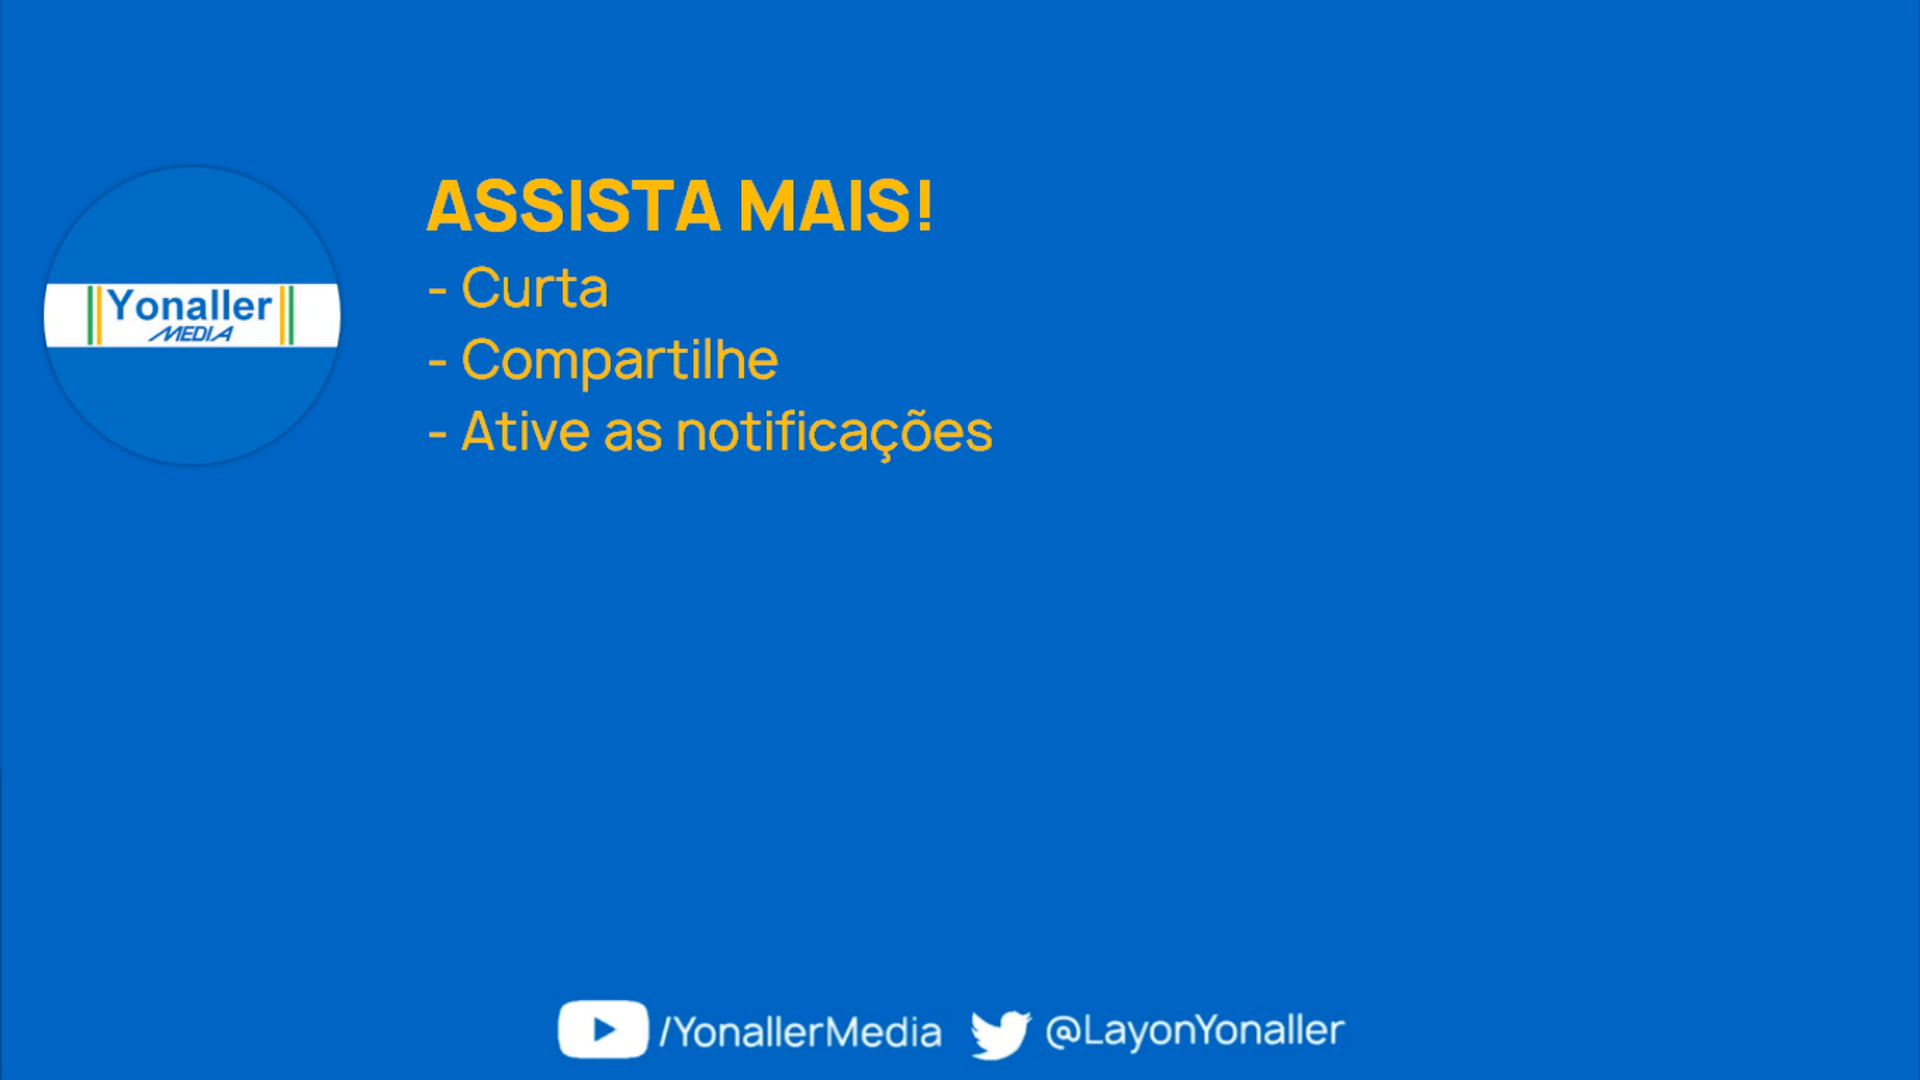 Yonaller
MEDIA
ASSISTA MAIS!
- Curta
- Compartilhe
- Ative as notificações
/YonallerMedia @LayonYonaller